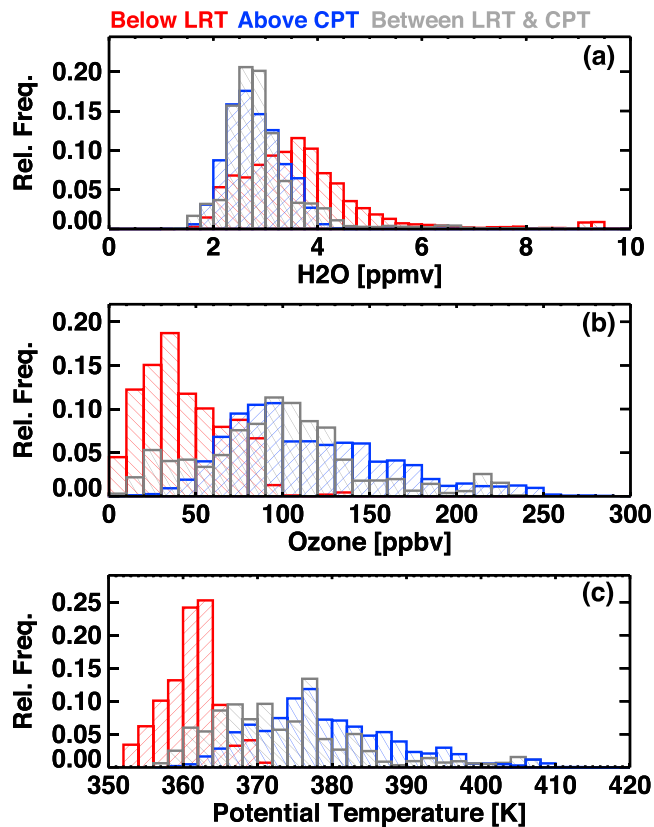 Below LRT Above CPT Between LRT & CPT
(a)
Rel. Freq.
0.20
0.15
0.10
0.05
0.00
0 2 4 6 8 10
H2O [ppmv]
(b)
Rel. Freq.
0.20
0.15
0.10
0.05
0.00
0 50 100 150 200 250 300
Ozone [ppbv]
(c)
Rel. Freq.
0.25
0.20
0.15
0.10
0.05
0.00
350 360 370 380 390 400 410 420
Potential Temperature [K]